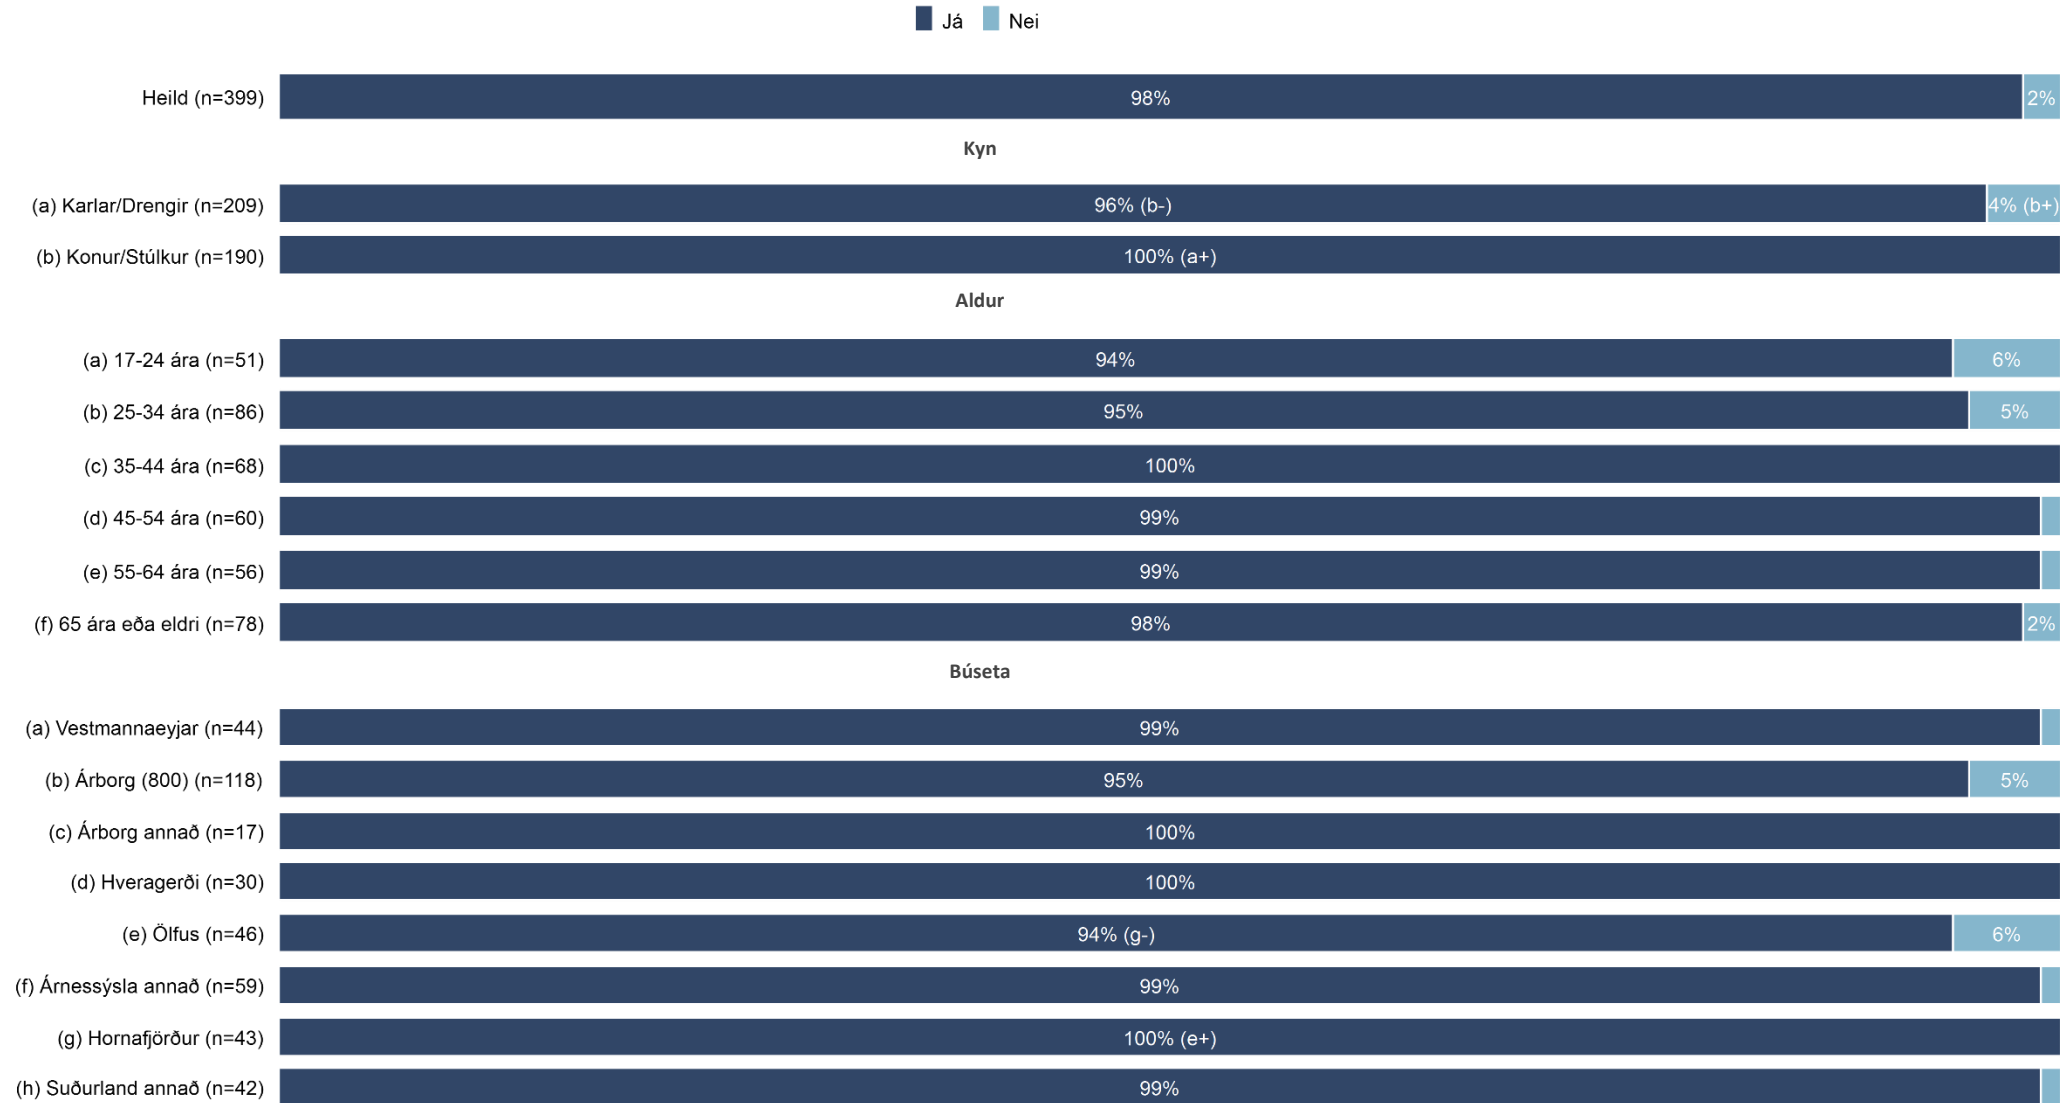 Já Nei
Heild (n=399) 98% 2%
Kyn
(a) Karlar/Drengir (n=209) 96% (b-) 4% (b+)
(b) Konur/Stúlkur (n=190) 100% (a+)
Aldur
(a) 17-24 ára (n=51) 94% 6%
(b) 25-34 ára (n=86) 95% 5%
(c) 35-44 ára (n=68) 100%
(d) 45-54 ára (n=60) 99%
(e) 55-64 ára (n=56) 99%
(f) 65 ára eða eldri (n=78) 98% 2%
Búseta
(a) Vestmannaeyjar (n=44) 99%
(b) Árborg (800) (n=118) 95% 5%
(c) Árborg annað (n=17) 100%
(d) Hveragerði (n=30) 100%
(e) Ölfus (n=46) 94% (g-) 6%
(f) Árnessýsla annað (n=59) 99%
(g) Hornafjörður (n=43) 100% (e+)
(h) Suðurland annað (n=42) 99%